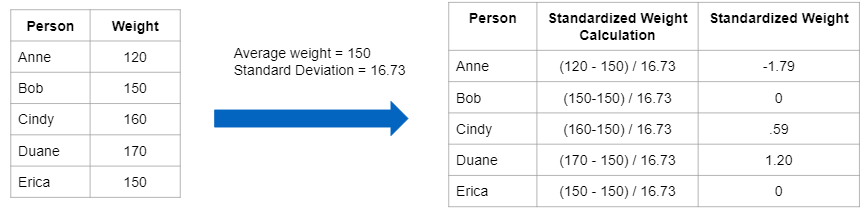 Person Weight
Anne 120
Bob 150
Cindy 160
Duane 170
Erica 150
Average weight = 150
Standard Deviation = 16.73
Person Standardized Weight Calculation Standardized Weight
Anne (120 - 150) / 16.73 -1.79
Bob (150-150) / 16.73 0
Cindy (160-150) / 16.73 .59
Duane (170 - 150) / 16.73 1.20
Erica (150 - 150) / 16.73 0